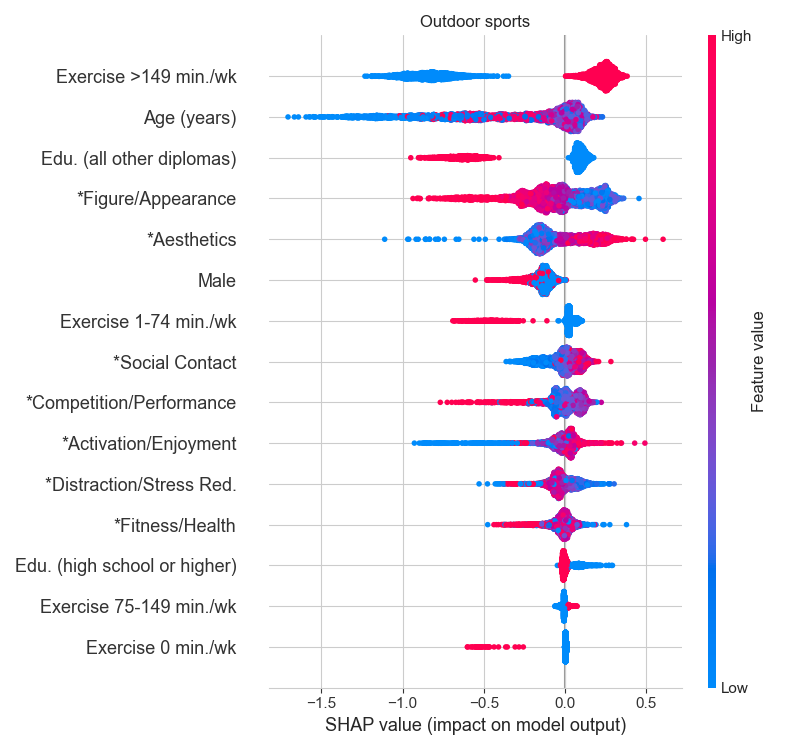 Outdoor sports
High
Exercise >149 min./wk
Age (years)
Edu. (all other diplomas)
*Figure/Appearance
*Aesthetics
Male
Exercise 1-74 min./wk
*Social Contact
*Competition/Performance
*Activation/Enjoyment
*Distraction/Stress Red.
*Fitness/Health
Edu. (high school or higher)
Exercise 75-149 min./wk
Exercise 0 min./wk
Feature value
Low
−1.5 −1.0 −0.5 0.0 0.5
SHAP value (impact on model output)